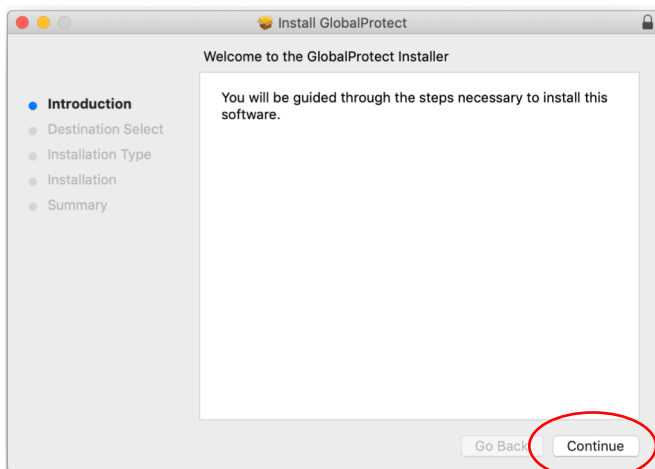 Install GlobalProtect
Welcome to the GlobalProtect Installer
Introduction
Destination Select
Installation Type
Installation
Summary
You will be guided through the steps necessary to install this
software.
Go Back
Continue